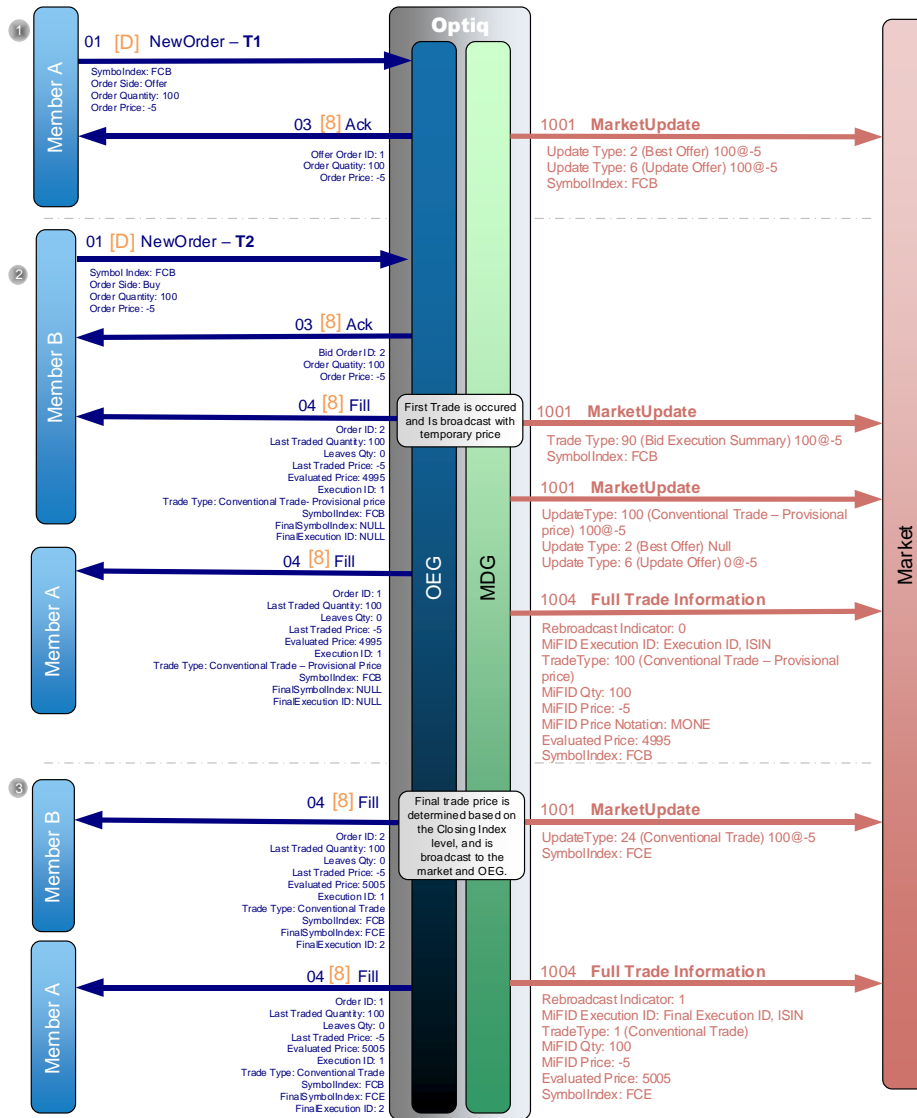 Optiq
1
Member A
01 [D] NewOrder – T1
SymbolIndex: FCB
Order Side: Offer
Order Quantity: 100
Order Price: -5
03 [8] Ack
Offer Order ID: 1
Order Quatity: 100
Order Price: -5
1001 MarketUpdate
Update Type: 2 (Best Offer) 100@-5
Update Type: 6 (Update Offer) 100@-5
SymbolIndex: FCB
2
Member B
01 [D] NewOrder – T2
Symbol Index: FCB
Order Side: Buy
Order Quantity: 100
Order Price: -5
03 [8] Ack
Bid Order ID: 2
Order Quatity: 100
Order Price: -5
04 [8] Fill
Order ID: 2
Last Traded Quantity: 100
Leaves Qty: 0
Last Traded Price: -5
Evaluated Price: 4995
Execution ID: 1
Trade Type: Conventional Trade- Provisional price
SymbolIndex: FCB
FinalSymbolIndex: NULL
FinalExecution ID: NULL
First Trade is occured
and Is broadcast with
temporary price
1001 MarketUpdate
Trade Type: 90 (Bid Execution Summary) 100@-5
SymbolIndex: FCB
1001 MarketUpdate
UpdateType: 100 (Conventional Trade – Provisional
price) 100@-5
Update Type: 2 (Best Offer) Null
Update Type: 6 (Update Offer) 0@-5
Member A
04 [8] Fill
Order ID: 1
Last Traded Quantity: 100
Leaves Qty: 0
Last Traded Price: -5
Evaluated Price: 4995
Execution ID: 1
Trade Type: Conventional Trade – Provisional Price
SymbolIndex: FCB
FinalSymbolIndex: NULL
FinalExecution ID: NULL
OEG
MDG
Market
1004 Full Trade Information
Rebroadcast Indicator: 0
MiFID Execution ID: Execution ID, ISIN
TradeType: 100 (Conventional Trade – Provisional
price)
MiFID Qty: 100
MiFID Price: -5
MiFID Price Notation: MONE
Evaluated Price: 4995
SymbolIndex: FCB
3
Member B
04 [8] Fill
Order ID: 2
Last Traded Quantity: 100
Leaves Qty: 0
Last Traded Price: -5
Evaluated Price: 5005
Execution ID: 1
Trade Type: Conventional Trade
SymbolIndex: FCB
FinalSymbolIndex: FCE
FinalExecution ID: 2
Final trade price is
determined based on
the Closing Index
level, and is
broadcast to the
market and OEG.
1001 MarketUpdate
UpdateType: 24 (Conventional Trade) 100@-5
SymbolIndex: FCE
Member A
04 [8] Fill
Order ID: 1
Last Traded Quantity: 100
Leaves Qty: 0
Last Traded Price: -5
Evaluated Price: 5005
Execution ID: 1
Trade Type: Conventional Trade
SymbolIndex: FCB
FinalSymbolIndex: FCE
FinalExecution ID: 2
1004 Full Trade Information
Rebroadcast Indicator: 1
MiFID Execution ID: Final Execution ID, ISIN
TradeType: 1 (Conventional Trade)
MiFID Qty: 100
MiFID Price: -5
Evaluated Price: 5005
SymbolIndex: FCE